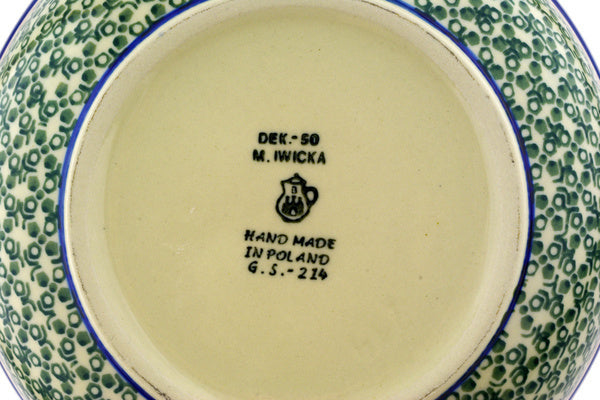 DEK.-50
M. IWICKA
B
HAND MADE
IN POLAND
G.S.-214